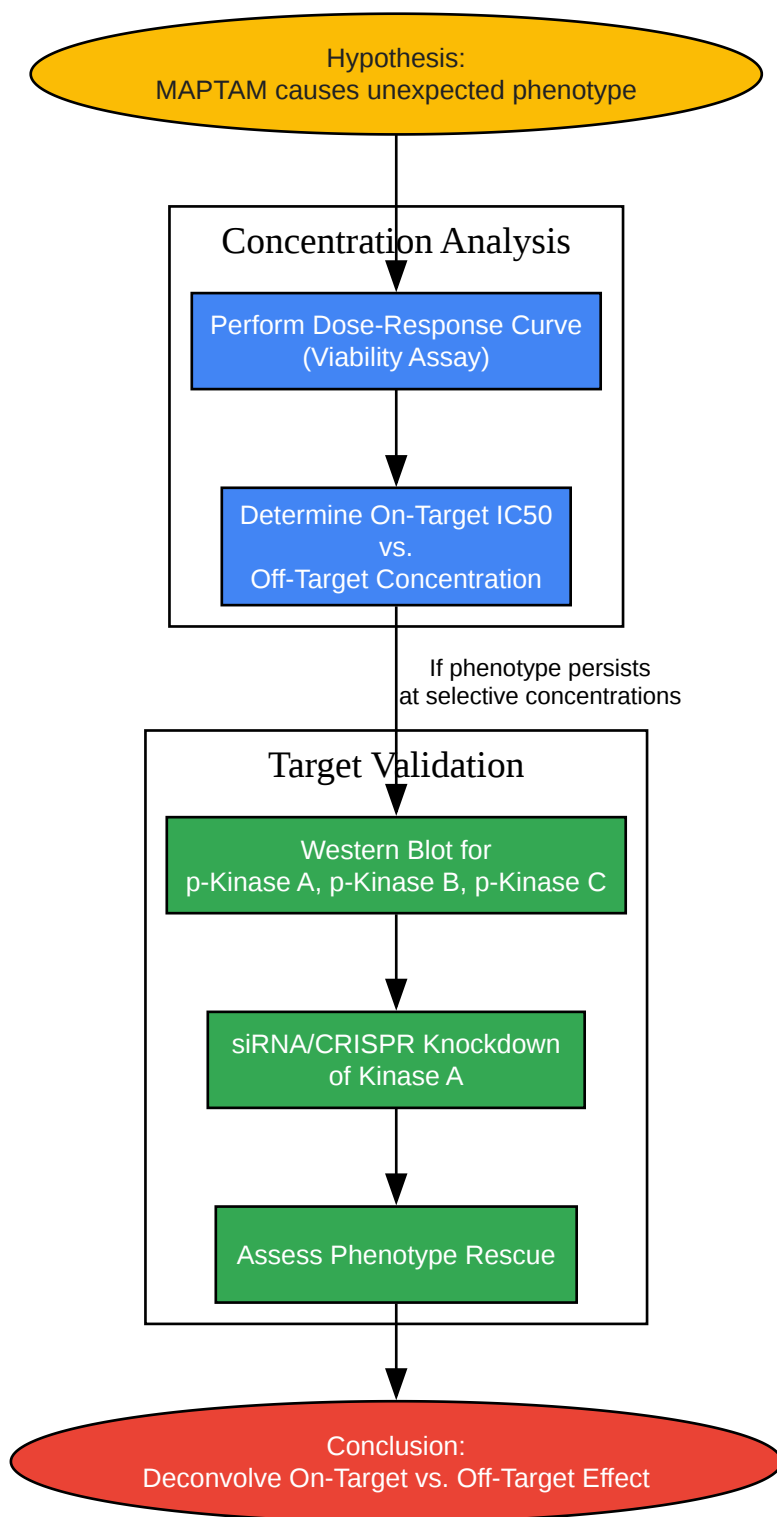 Hypothesis:
MAPTAM causes unexpected phenotype
Concentration Analysis
Perform Dose-Response Curve
(Viability Assay)
Determine On-Target IC50
vs.
Off-Target Concentration
If phenotype persists
at selective concentrations
Target Validation
Western Blot for
p-Kinase A, p-Kinase B, p-Kinase C
siRNA/CRISPR Knockdown
of Kinase A
Assess Phenotype Rescue
Conclusion:
Deconvolve On-Target vs. Off-Target Effect